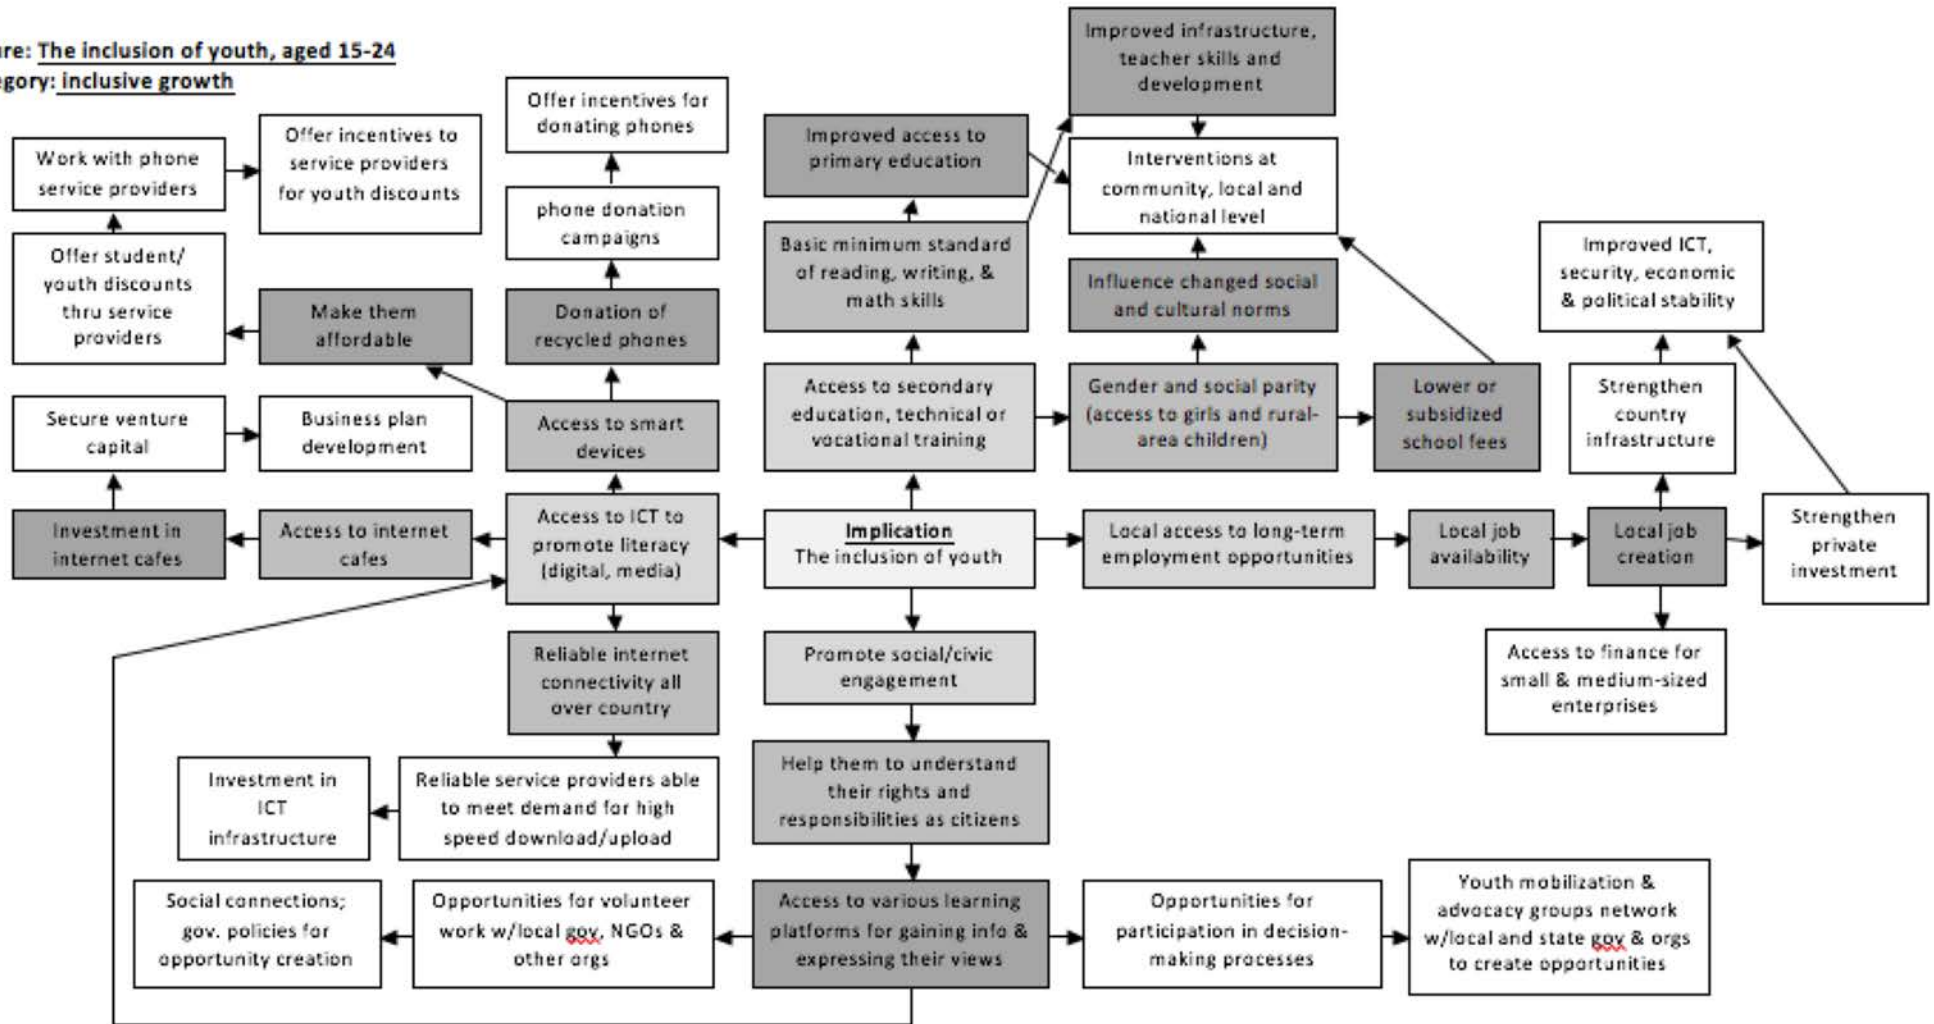 ure: The inclusion of youth, aged 15-24
egory: inclusive growth
Work with phone
service providers
Offer incentives to
service providers
for youth discounts
Offer incentives for
donating phones
phone donation
campaigns
Offer student/
youth discounts
thru service
providers
Make them
affordable
Donation of
recycled phones
Secure venture
capital
Business plan
development
Access to smart
devices
Investment in
internet cafes
Access to internet
cafes
Access to ICT to
promote literacy
(digital, media)
Reliable internet
connectivity all
over country
Investment in
ICT
infrastructure
Reliable service providers able
to meet demand for high
speed download/upload
Improved infrastructure,
teacher skills and
development
Improved access to
primary education
Interventions at
community, local and
national level
Basic minimum standard
of reading, writing, &
math skills
Influence changed social
and cultural norms
Access to secondary
education, technical or
vocational training
Gender and social parity
(access to girls and rural-
area children)
Lower or
subsidized
school fees
Improved ICT,
security, economic
& political stability
Strengthen
country
infrastructure
Implication
The inclusion of youth
Local access to long-term
employment opportunities
Local job
availability
Local job
creation
Strengthen
private
investment
Access to finance for
small & medium-sized
enterprises
Promote social/civic
engagement
Help them to understand
their rights and
responsibilities as citizens
Social connections;
gov. policies for
opportunity creation
Opportunities for volunteer
work w/local gov, NGOs &
other orgs
Access to various learning
platforms for gaining info &
expressing their views
Opportunities for
participation in decision-
making processes
Youth mobilization &
advocacy groups network
w/local and state gov & orgs
to create opportunities